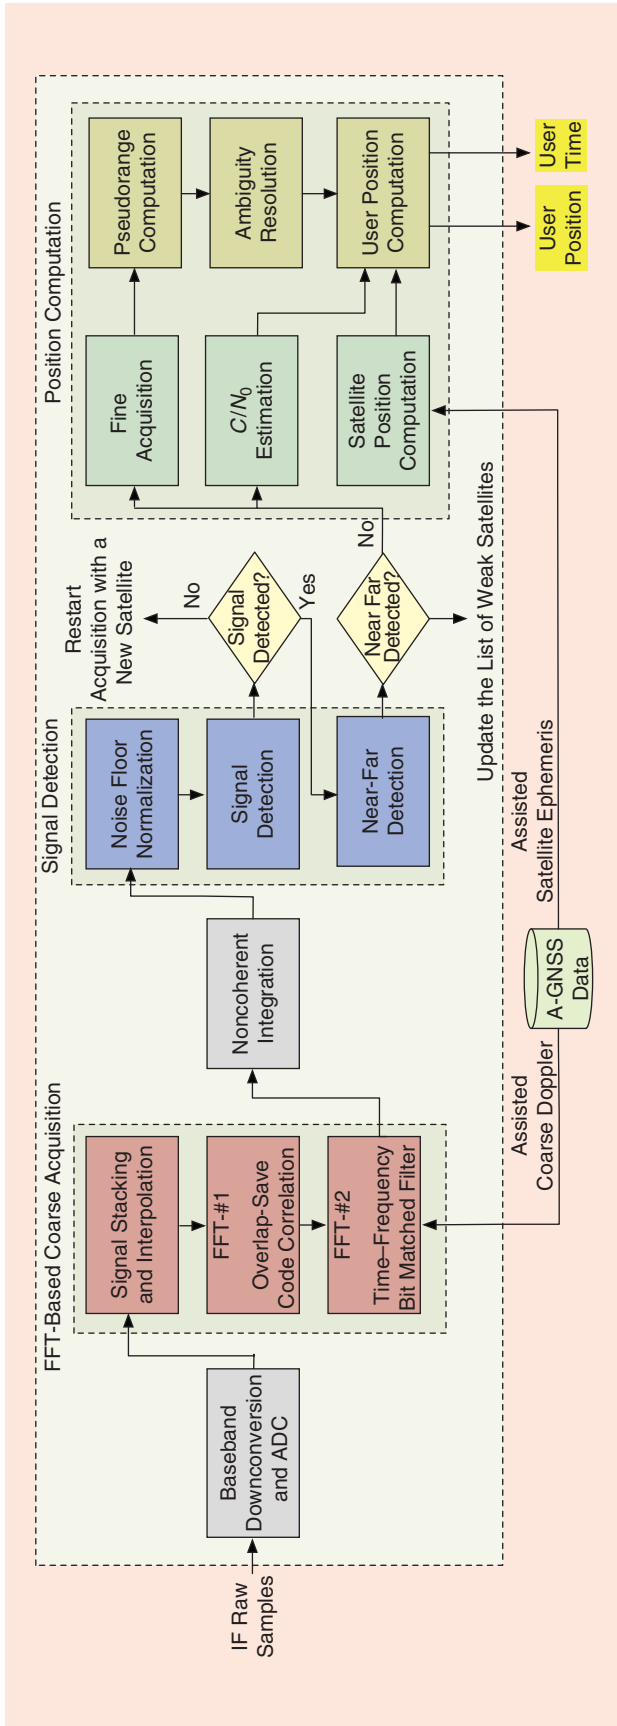 IF Raw
Samples
Baseband
Downconversion
and ADC
FFT-Based Coarse Acquisition
Signal Stacking
and Interpolation
FFT-#1
Overlap-Save
Code Correlation
FFT-#2
Time–Frequency
Bit Matched Filter
Noncoherent
Integration
Signal Detection
Noise Floor
Normalization
Signal
Detection
Near-Far
Detection
Restart
Acquisition with a
New Satellite
No
Signal
Detected?
Yes
Near Far
Detected?
No
Update the List of Weak Satellites
Position Computation
Fine
Acquisition
C/N0
Estimation
Satellite
Position
Computation
Pseudorange
Computation
Ambiguity
Resolution
User Position
Computation
User
Position
User
Time
Assisted
Coarse Doppler
A-GNSS
Data
Assisted
Satellite Ephemeris